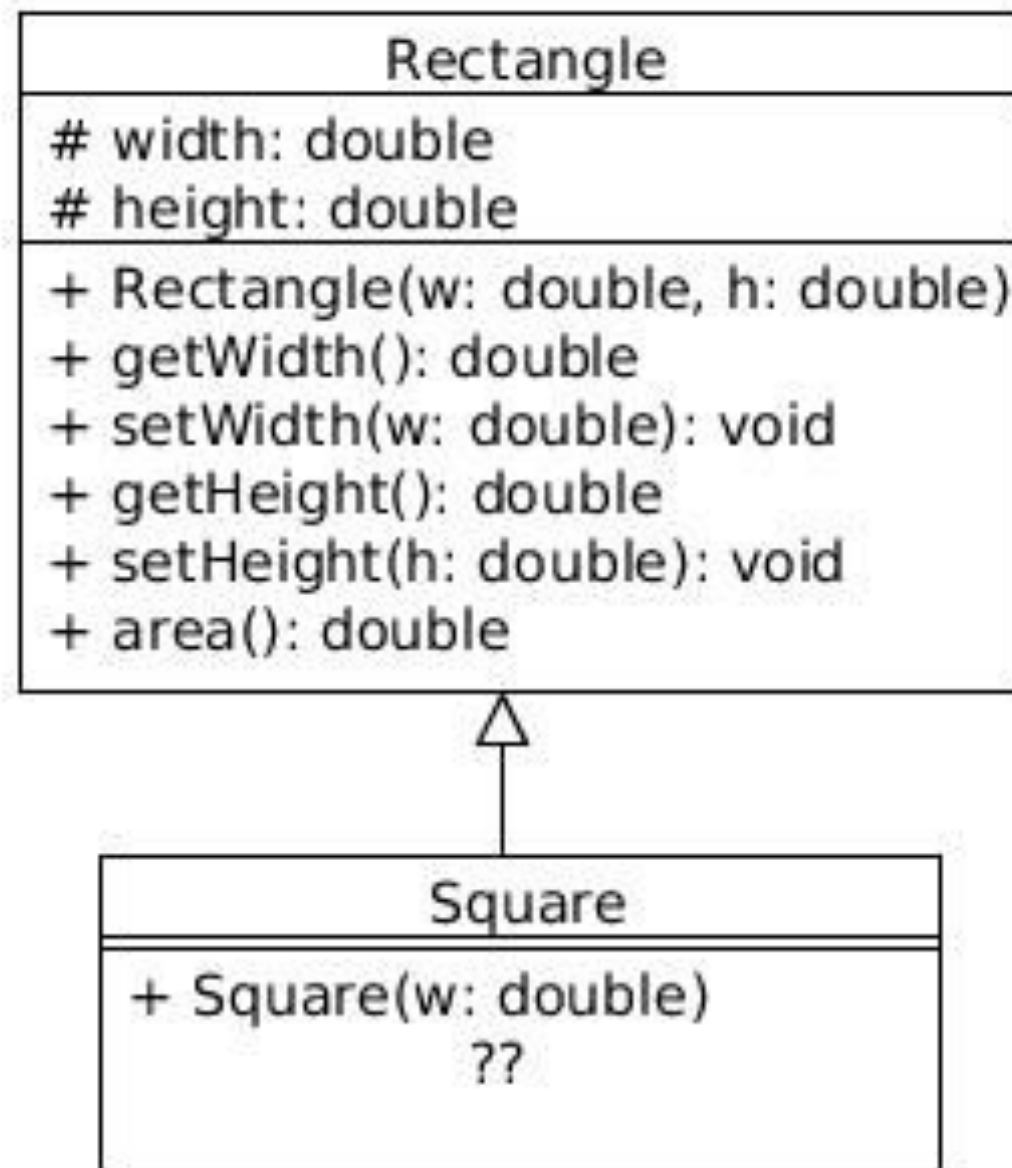 Rectangle
# width: double
# height: double
+ Rectangle(w: double, h: double)
+ getWidth(): double
+ setWidth(w: double): void
+ getHeight(): double
+ setHeight(h: double): void
+ area(): double
Square
+ Square(w: double)
??